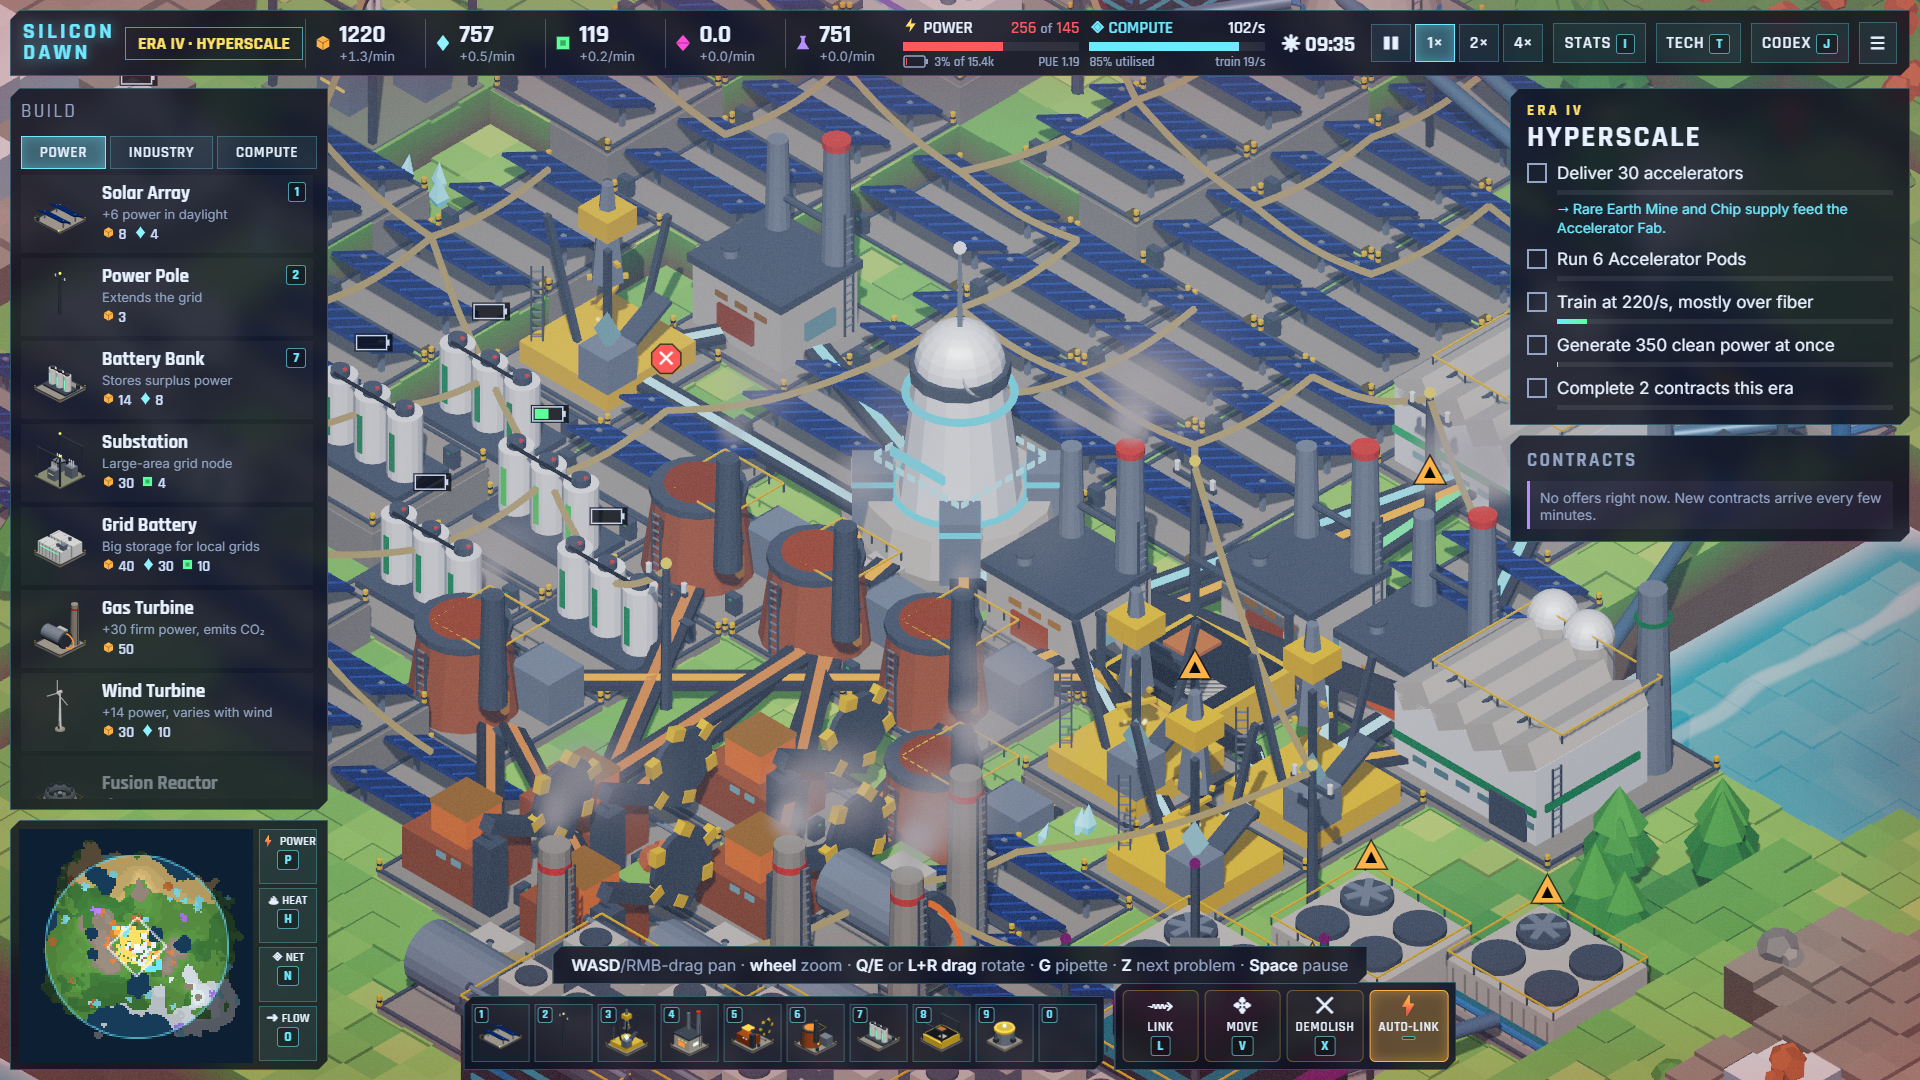 SILICON DAWN
ERA IV · HYPERSCALE
1220
+1.3/min
757
+0.5/min
119
+0.2/min
0.0
+0.0/min
751
+0.0/min
POWER 256 of 145
3% of 15.4k PUE 1.19
COMPUTE 102/s
85% utilised train 19/s
09:35
1×
2×
4×
STATS I
TECH T
CODEX J
BUILD
POWER
INDUSTRY
COMPUTE
Solar Array 1
+6 power in daylight
8 4
Power Pole 2
Extends the grid
3
Battery Bank 7
Stores surplus power
14 8
Substation
Large-area grid node
30 4
Grid Battery
Big storage for local grids
40 30 10
Gas Turbine
+30 firm power, emits CO₂
50
Wind Turbine
+14 power, varies with wind
30 10
Fusion Reactor
POWER
P
HEAT
H
NET
N
FLOW
O
ERA IV
HYPERSCALE
Deliver 30 accelerators
→ Rare Earth Mine and Chip supply feed the
Accelerator Fab.
Run 6 Accelerator Pods
Train at 220/s, mostly over fiber
Generate 350 clean power at once
Complete 2 contracts this era
CONTRACTS
No offers right now. New contracts arrive every few
minutes.
WASD/RMB-drag pan · wheel zoom · Q/E or L+R drag rotate · G pipette · Z next problem · Space pause
1 2 3 4 5 6 7 8 9 0
LINK
L
MOVE
V
DEMOLISH
X
AUTO-LINK